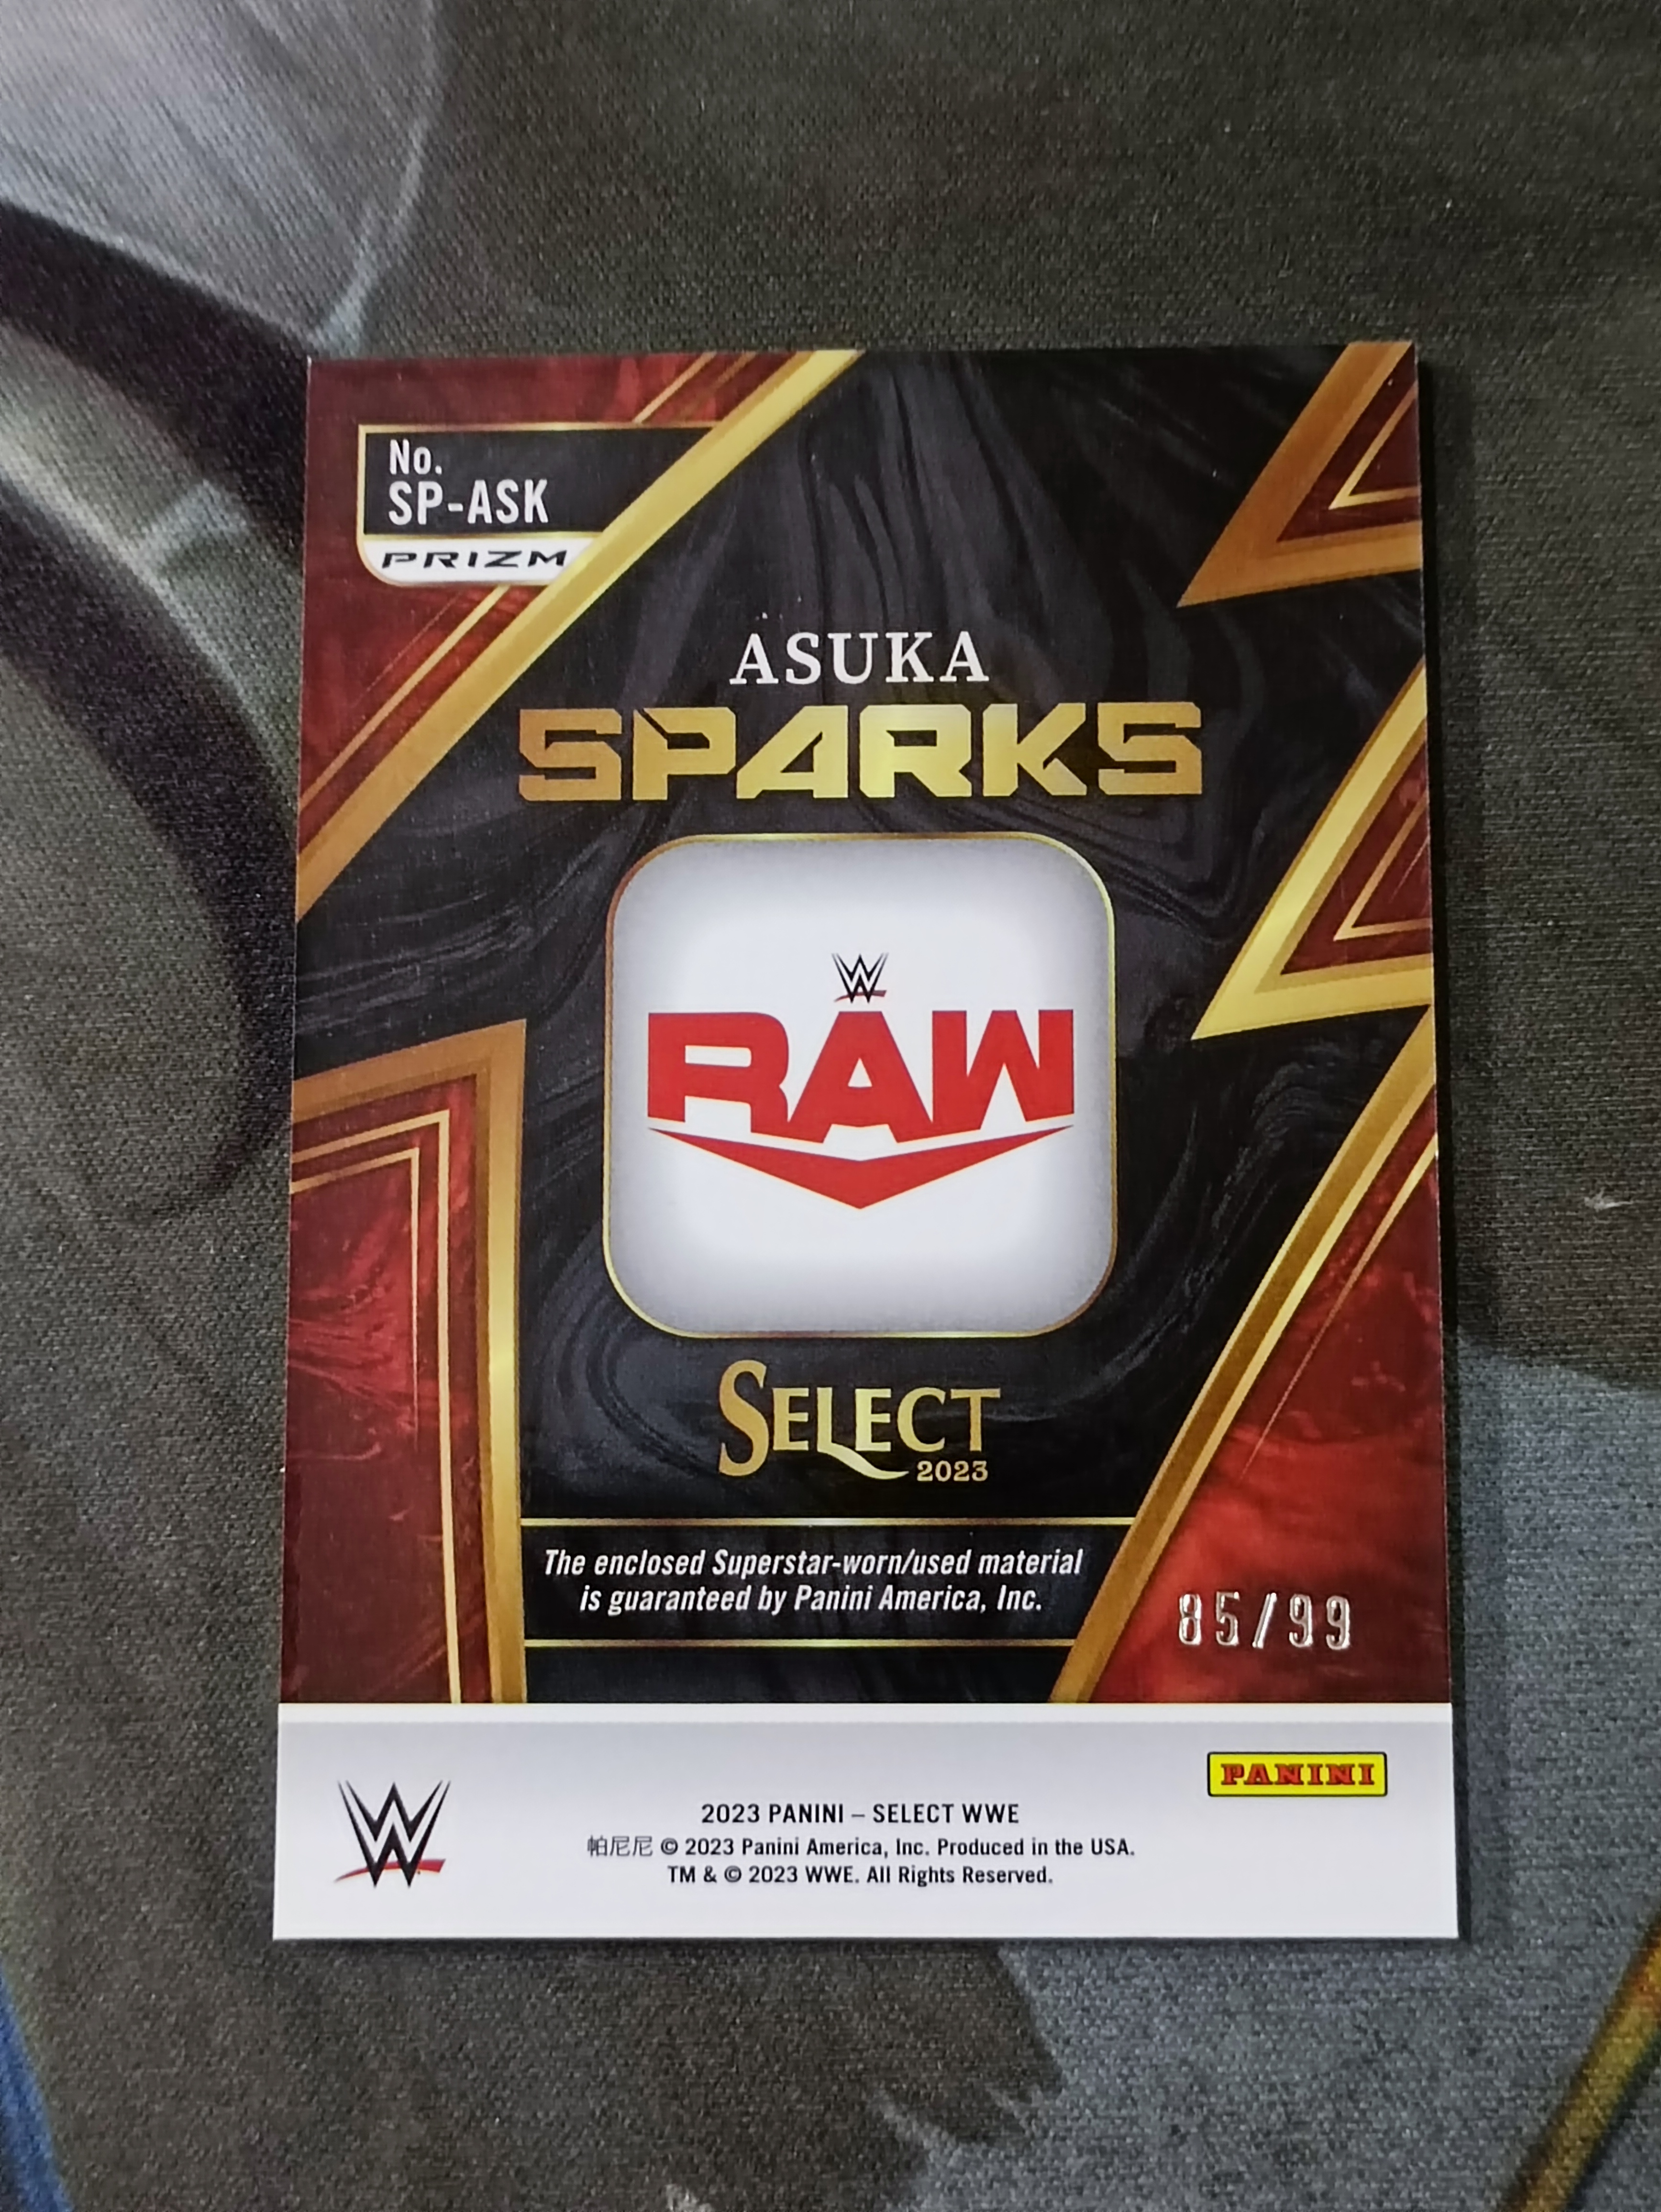 No.
SP-ASK
PRIZM
ASUKA
SPARKS
W
RAW
SELECT
2023
The enclosed Superstar-worn/used material
is guaranteed by Panini America, Inc.
85/99
PANINI
W
2023 PANINI – SELECT WWE
帕尼尼 © 2023 Panini America, Inc. Produced in the USA.
TM & © 2023 WWE. All Rights Reserved.